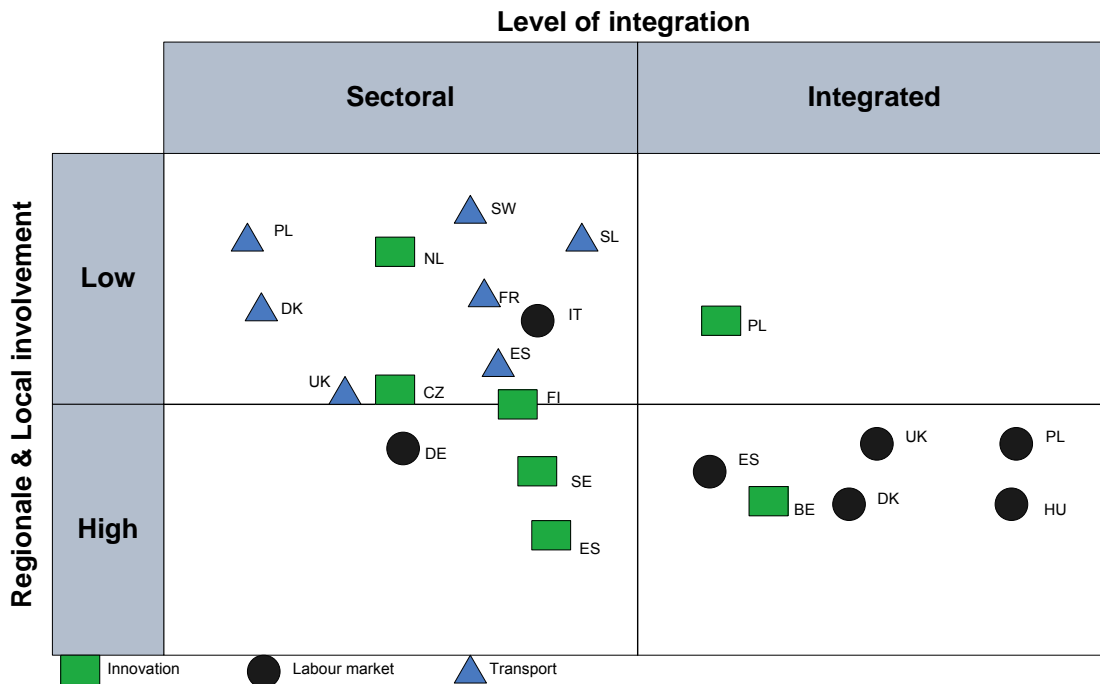 Level of integration
Sectoral
Integrated
Regionale & Local involvement
Low
High
SW
PL
SL
NL
FR
DK
IT
PL
ES
UK
CZ
FI
UK
PL
DE
ES
SE
BE
DK
HU
ES
Innovation
Labour market
Transport